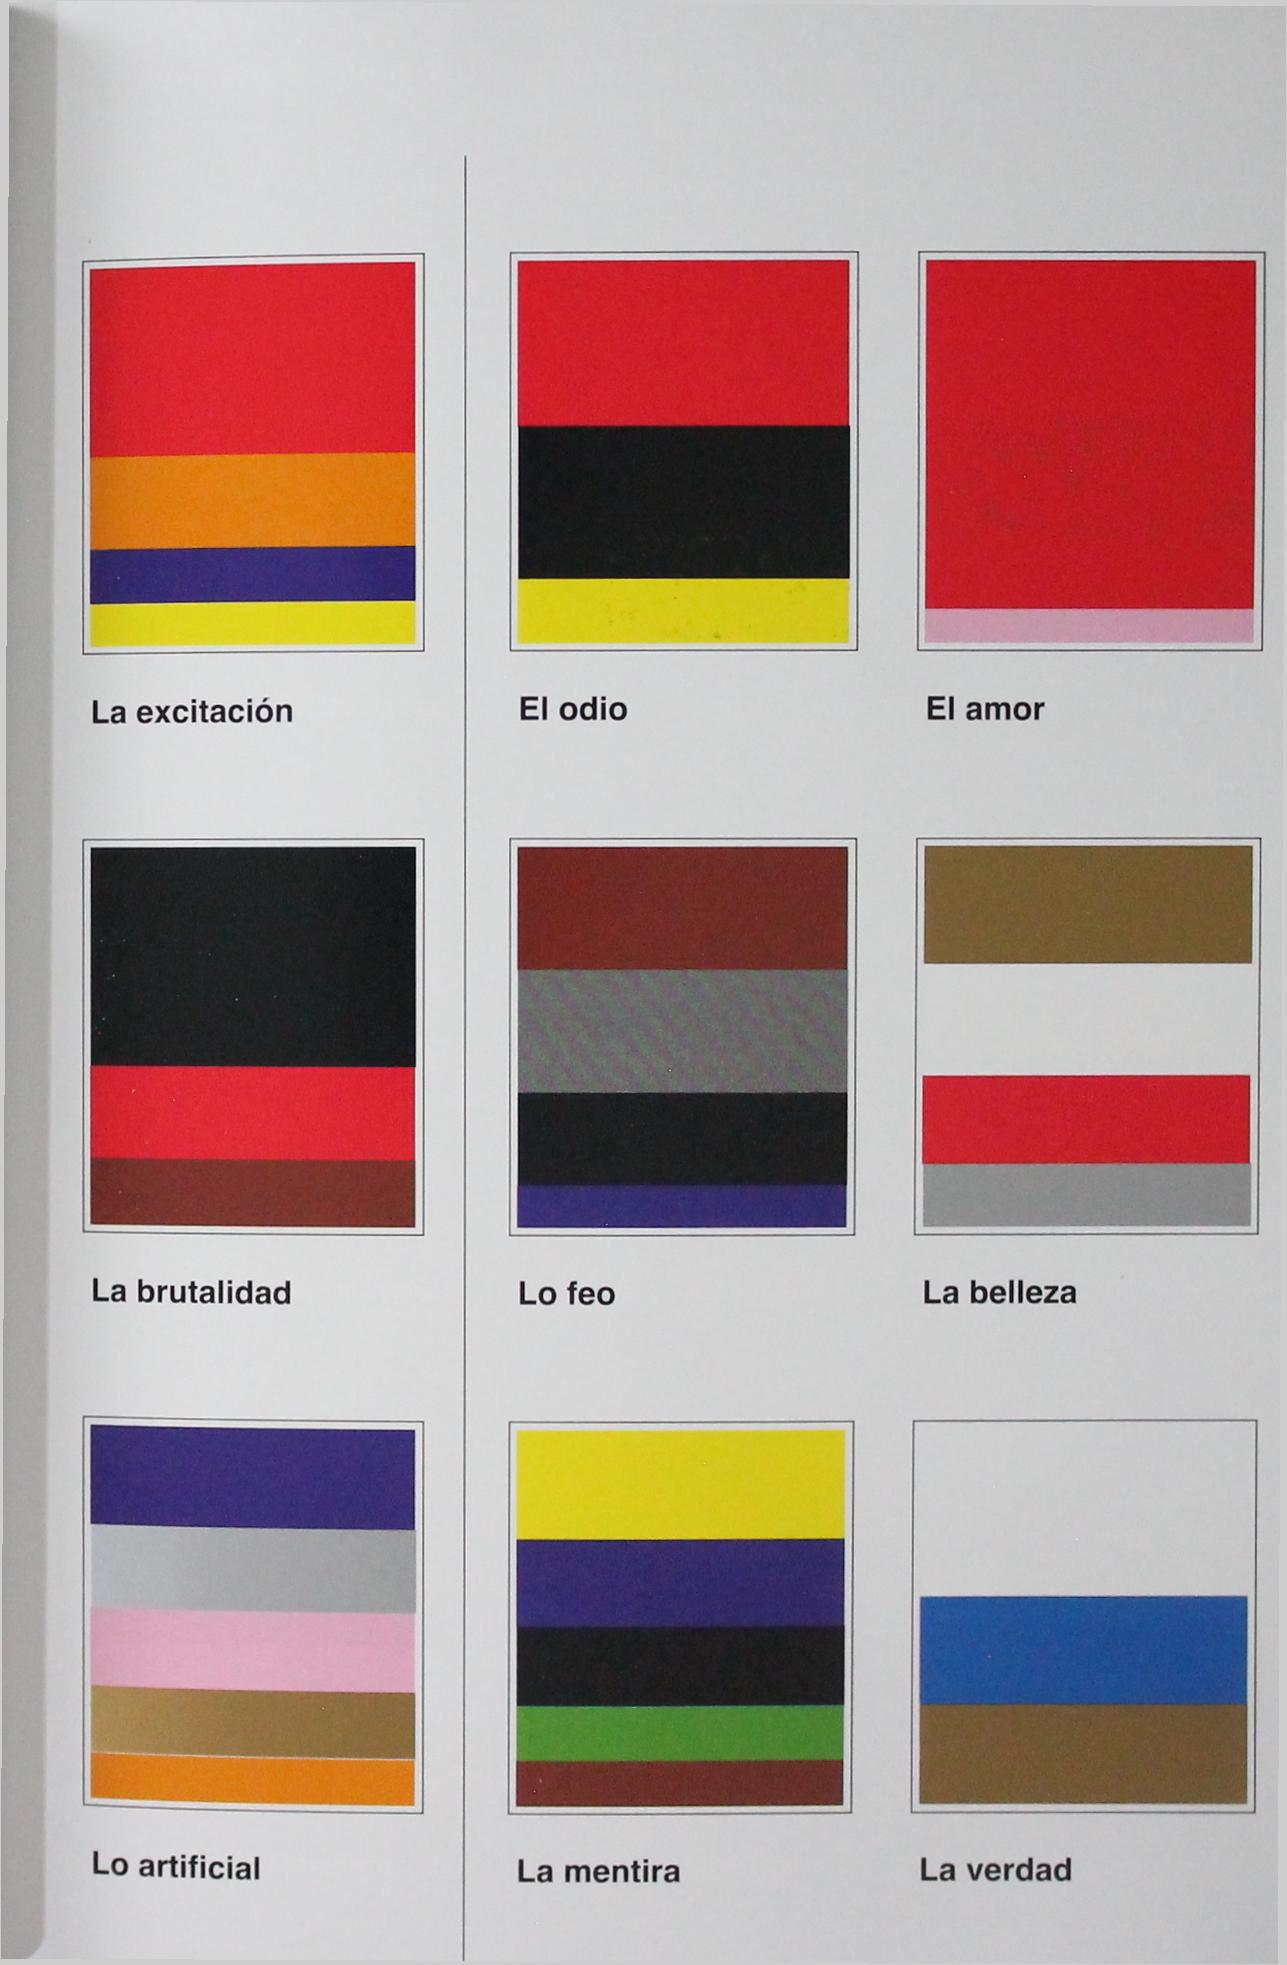 La excitación
El odio
El amor
La brutalidad
Lo feo
La belleza
Lo artificial
La mentira
La verdad